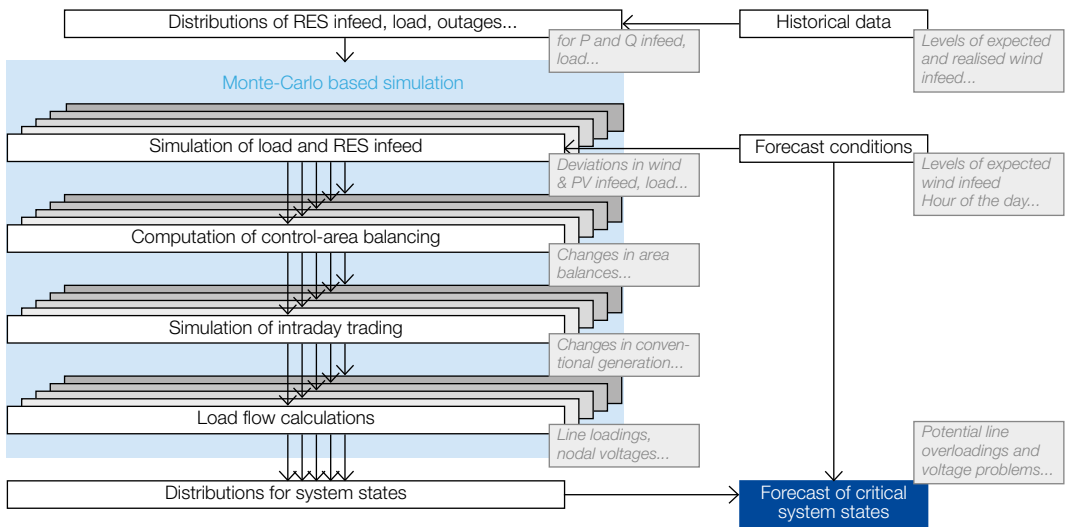 Distributions of RES infeed, load, outages...
Historical data
for P and Q infeed,
load...
Levels of expected
and realised wind
infeed...
Monte-Carlo based simulation
Simulation of load and RES infeed
Forecast conditions
Deviations in wind
& PV infeed, load...
Levels of expected
wind infeed
Hour of the day...
Computation of control-area balancing
Changes in area
balances...
Simulation of intraday trading
Changes in conven-
tional generation...
Load flow calculations
Line loadings,
nodal voltages...
Potential line
overloadings and
voltage problems...
Distributions for system states
Forecast of critical
system states